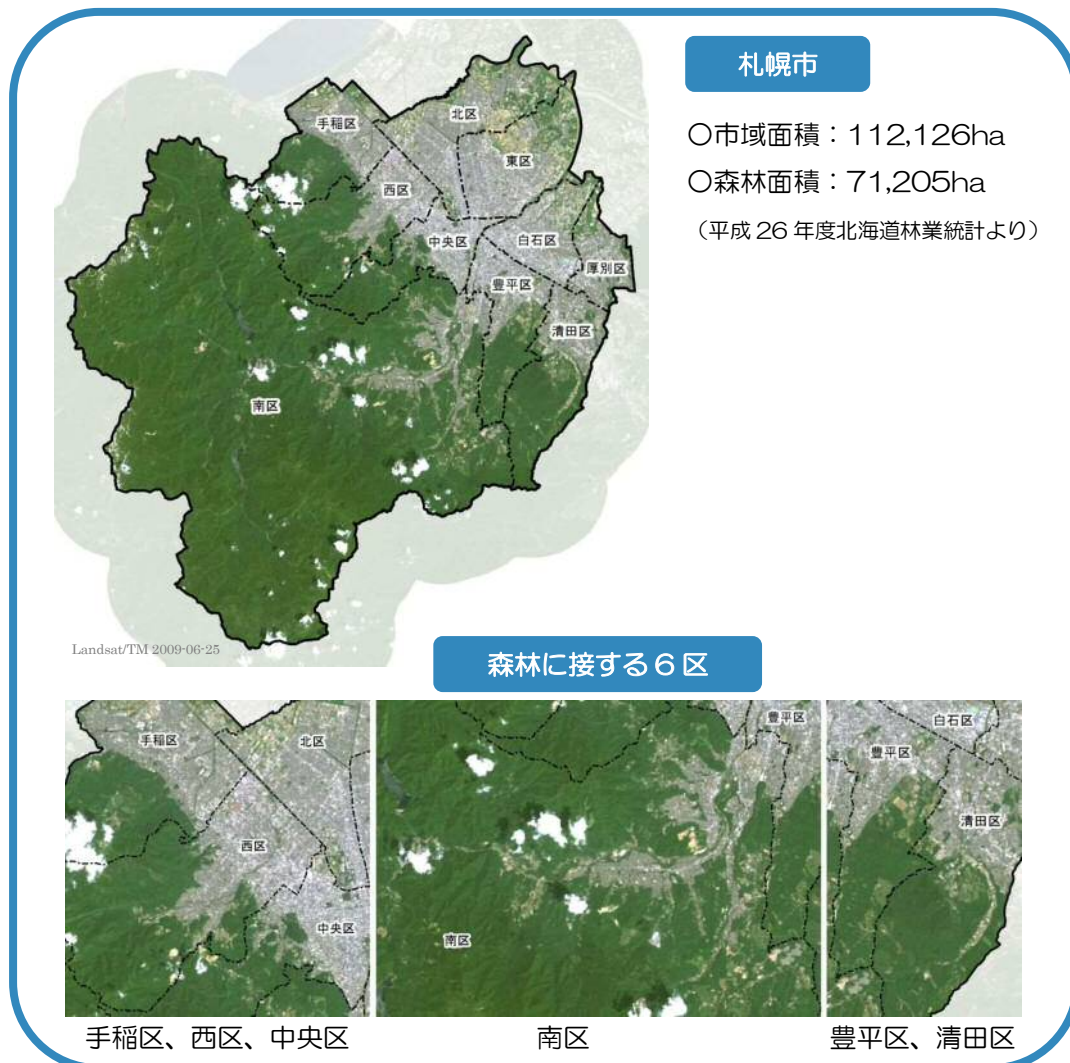 札幌市
〇市域面積：112,126ha
〇森林面積：71,205ha
（平成 26 年度北海道林業統計より）
手稲区
北区
東区
西区
中央区
白石区
厚別区
豊平区
清田区
南区
Landsat/TM 2009-06-25
森林に接する６区
手稲区
北区
西区
中央区
豊平区
南区
白石区
豊平区
清田区
手稲区、西区、中央区
南区
豊平区、清田区